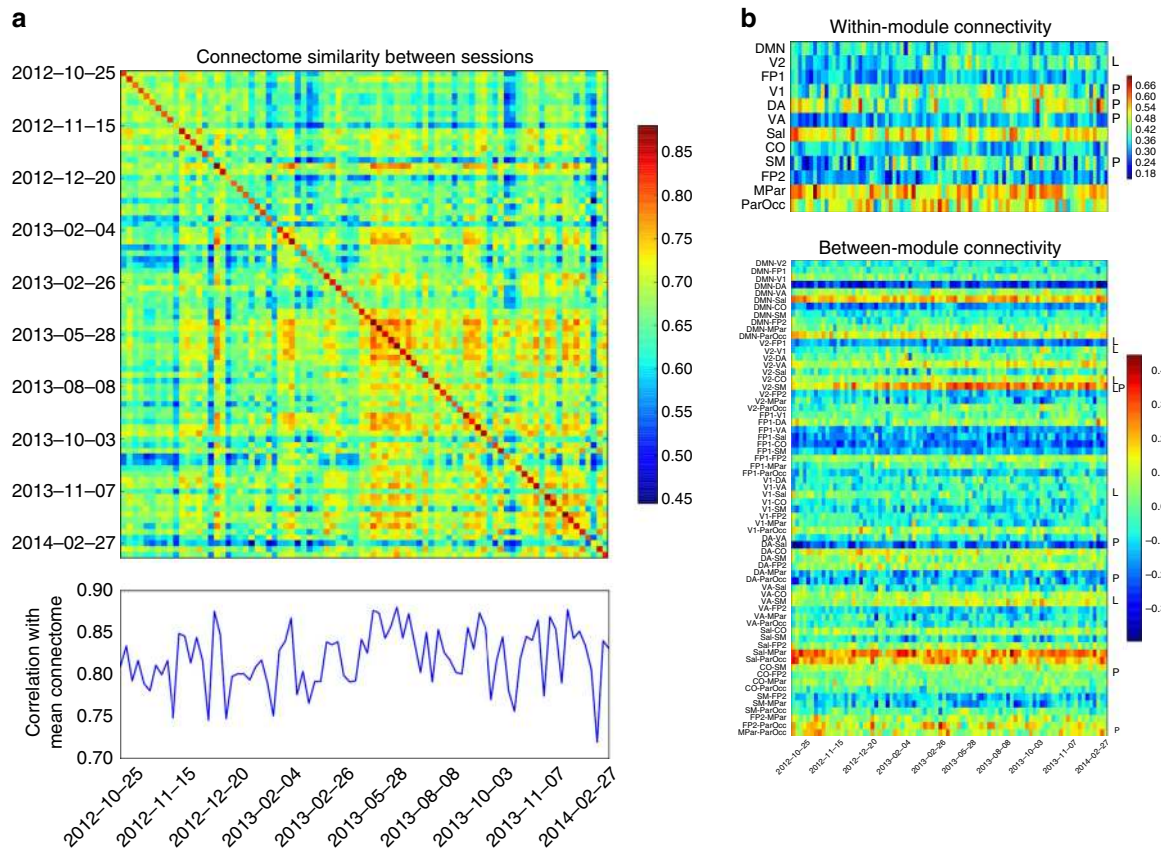 a
Connectome similarity between sessions
2012–10–25
2012–11–15
2012–12–20
2013–02–04
2013–02–26
2013–05–28
2013–08–08
2013–10–03
2013–11–07
2014–02–27
0.85
0.80
0.75
0.70
0.65
0.60
0.55
0.50
0.45
Correlation with
mean connectome
0.90
0.85
0.80
0.75
0.70
2012–10–25
2012–11–15
2012–12–20
2013–02–04
2013–02–26
2013–05–28
2013–08–08
2013–10–03
2013–11–07
2014–02–27
b
Within-module connectivity
DMN
V2
FP1
V1
DA
VA
Sal
CO
SM
FP2
MPar
ParOcc
L
P
P
P
P
0.66
0.60
0.54
0.48
0.42
0.36
0.30
0.24
0.18
Between-module connectivity
DMN-V2
DMN-FP1
DMN-V1
DMN-DA
DMN-VA
DMN-Sal
DMN-CO
DMN-SM
DMN-FP2
DMN-MPar
DMN-ParOcc
V2-FP1
V2-V1
V2-DA
V2-VA
V2-Sal
V2-CO
V2-SM
V2-FP2
V2-MPar
V2-ParOcc
FP1-V1
FP1-DA
FP1-VA
FP1-Sal
FP1-CO
FP1-SM
FP1-FP2
FP1-MPar
FP1-ParOcc
V1-DA
V1-VA
V1-Sal
V1-CO
V1-SM
V1-FP2
V1-MPar
V1-ParOcc
DA-VA
DA-Sal
DA-CO
DA-SM
DA-FP2
DA-MPar
DA-ParOcc
VA-Sal
VA-CO
VA-SM
VA-FP2
VA-MPar
VA-ParOcc
Sal-CO
Sal-SM
Sal-FP2
Sal-MPar
Sal-ParOcc
CO-SM
CO-FP2
CO-MPar
CO-ParOcc
SM-FP2
SM-MPar
SM-ParOcc
FP2-MPar
FP2-ParOcc
MPar-ParOcc
L
L
LP
L
P
P
L
P
P
2012–10–25
2012–11–15
2012–12–20
2013–02–04
2013–02–26
2013–05–28
2013–08–08
2013–10–03
2013–11–07
2014–02–27